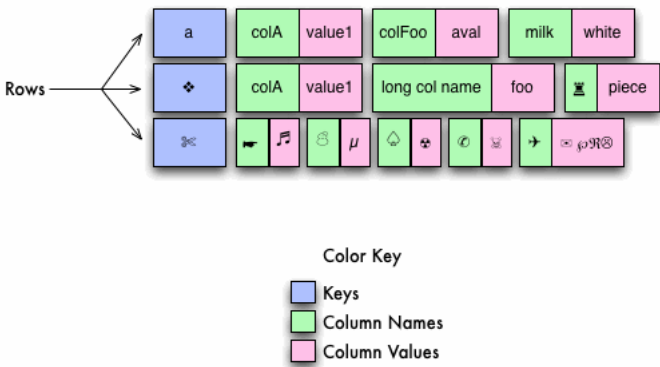 a colA value1 colFoo aval milk white
Rows ❖ colA value1 long col name foo ♜ piece
✄ ☛ ♬ ☃ µ ♤ ☢ ✆ ☠ ✈ ✉ ℘ℜ☹
Color Key
Keys
Column Names
Column Values